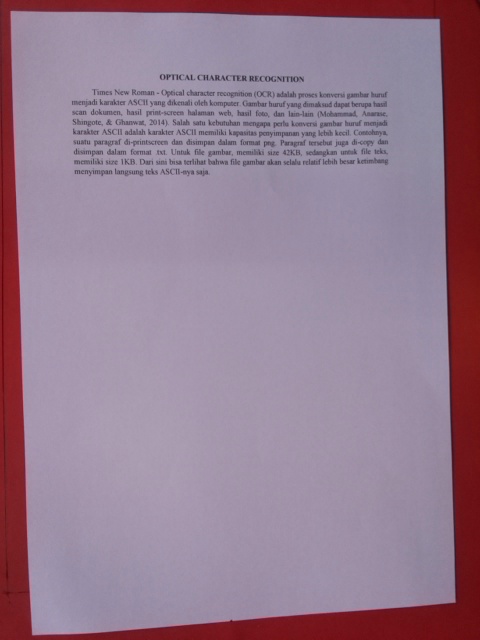 OPTICAL CHARACTER RECOGNITION
Times New Roman - Optical character recognition (OCR) adalah proses konversi gambar huruf
menjadi karakter ASCII yang dikenali oleh komputer. Gambar huruf yang dimaksud dapat berupa hasil
scan dokumen, hasil print-screen halaman web, hasil foto, dan lain-lain (Mohammad, Anarase,
Shingote, & Ghanwat, 2014). Salah satu kebutuhan mengapa perlu konversi gambar huruf menjadi
karakter ASCII adalah karakter ASCII memiliki kapasitas penyimpanan yang lebih kecil. Contohnya,
suatu paragraf di-printscreen dan disimpan dalam format png. Paragraf tersebut juga di-copy dan
disimpan dalam format .txt. Untuk file gambar, memiliki size 42KB, sedangkan untuk file teks,
memiliki size 1KB. Dari sini bisa terlihat bahwa file gambar akan selalu relatif lebih besar ketimbang
menyimpan langsung teks ASCII-nya saja.